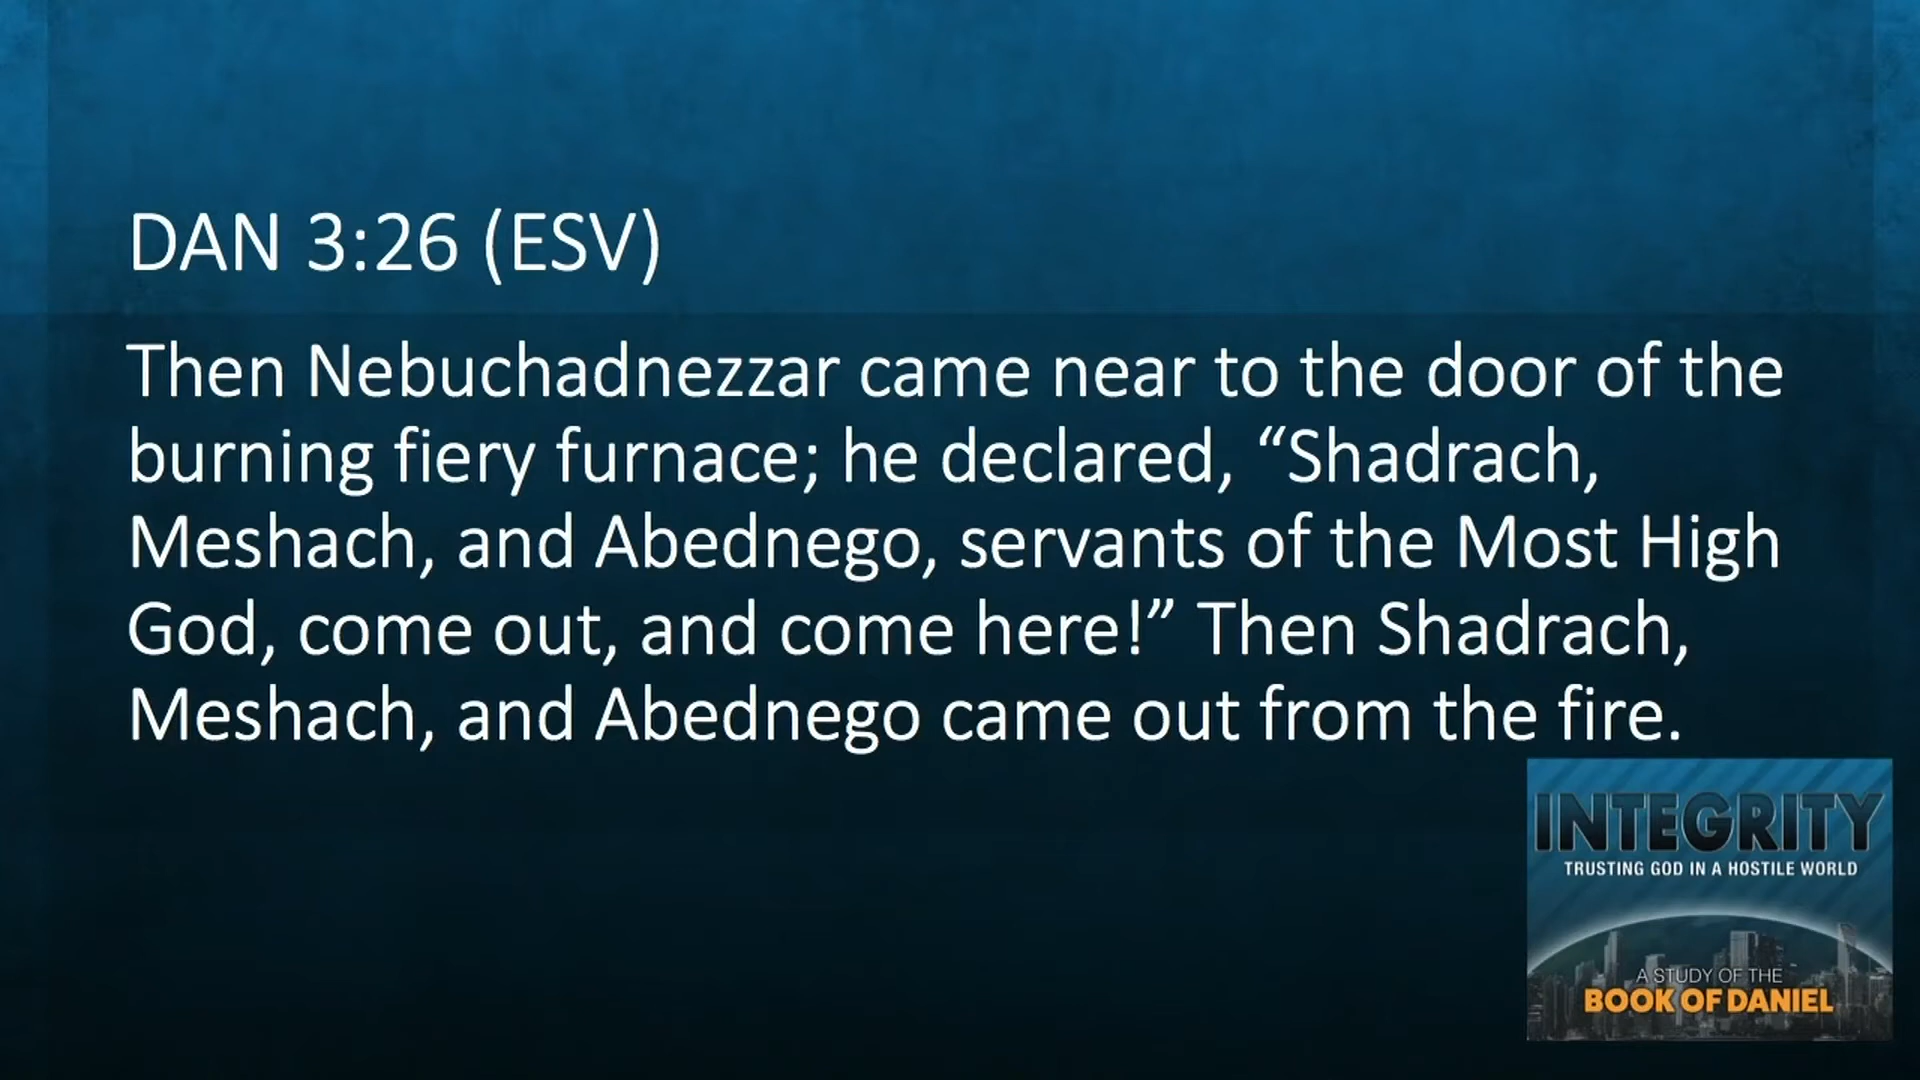 DAN 3:26 (ESV)
Then Nebuchadnezzar came near to the door of the
burning fiery furnace; he declared, “Shadrach,
Meshach, and Abednego, servants of the Most High
God, come out, and come here!” Then Shadrach,
Meshach, and Abednego came out from the fire.
INTEGRITY
TRUSTING GOD IN A HOSTILE WORLD
A STUDY OF THE
BOOK OF DANIEL